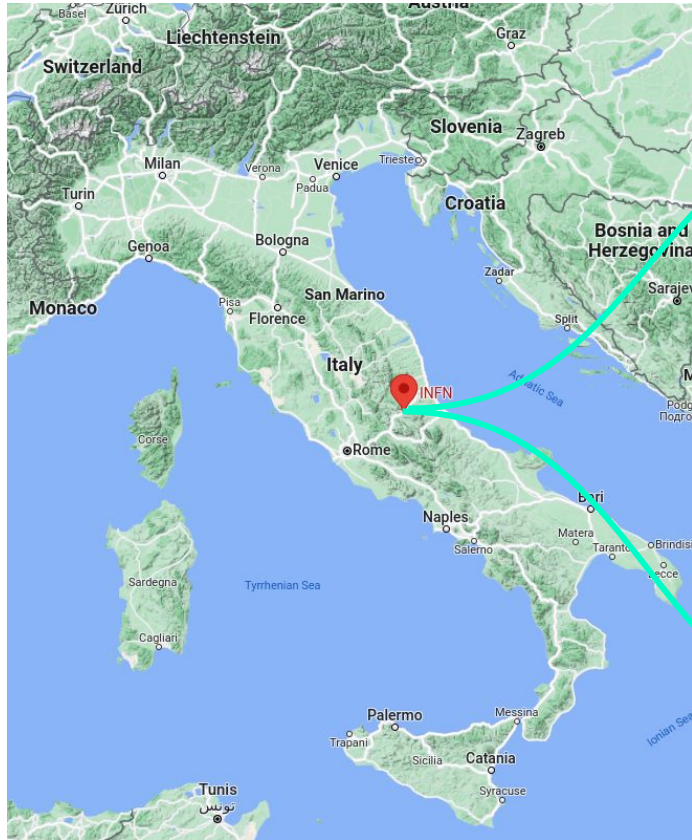 Basel
Zürich
Austria
Liechtenstein
Graz
Switzerland
Slovenia
Zagreb
Milan
Verona
Venice
Trieste
Padua
Turin
Croatia
Genoa
Bologna
Bosnia and
Herzegovina
Zadar
San Marino
Sarajev
Monaco
Pisa
Florence
Split
Italy
Adriatic Sea
M
INFN
Podg
Подго
Corse
Rome
Bari
Naples
Salerno
Matera
Taranto
Brindisi
Lecce
Sardegna
Tyrrhenian Sea
Cagliari
Messina
Palermo
Ionian Sea
Trapani
Sicilia
Catania
Syracuse
Tunis
تونس